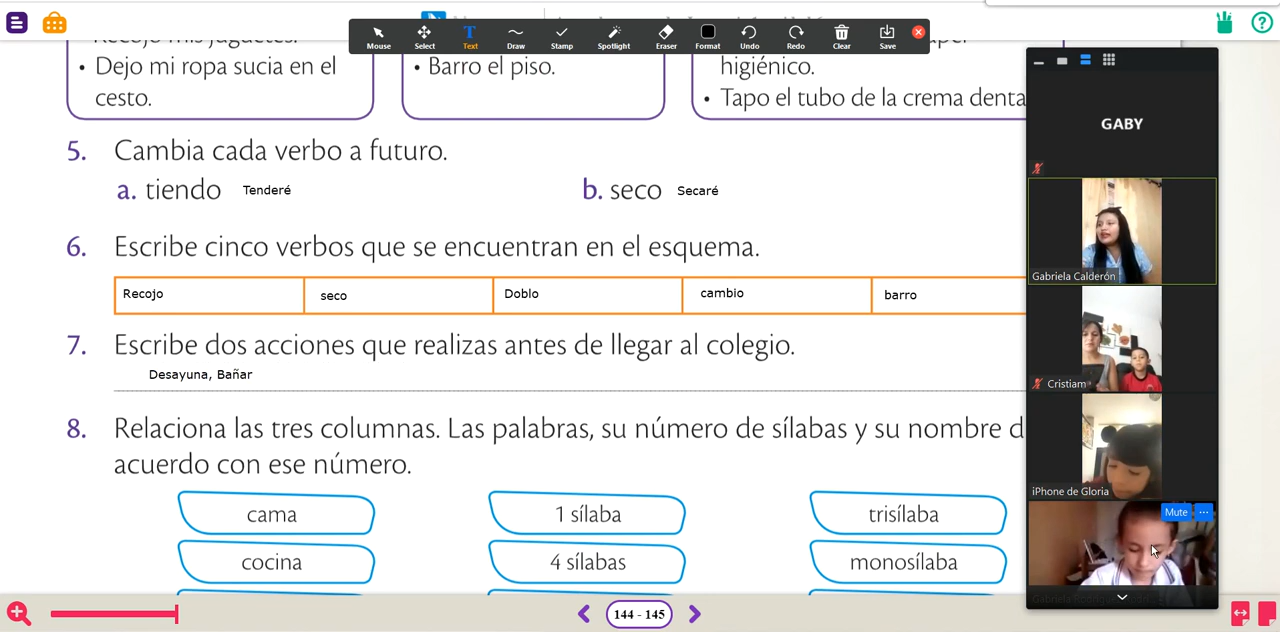 Mouse Select Text Draw Stamp Spotlight Eraser Format Undo Redo Clear Save
Recojo mis juguetes.
• Dejo mi ropa sucia en el
cesto.
• Barro el piso.
higiénico.
• Tapo el tubo de la crema denta
5. Cambia cada verbo a futuro.
a. tiendo Tenderé b. seco Secaré
6. Escribe cinco verbos que se encuentran en el esquema.
Recojo seco Doblo cambio barro
7. Escribe dos acciones que realizas antes de llegar al colegio.
Desayuna, Bañar
8. Relaciona las tres columnas. Las palabras, su número de sílabas y su nombre d
acuerdo con ese número.
cama 1 sílaba trisílaba
cocina 4 sílabas monosílaba
144 - 145
GABY
Gabriela Calderón
Cristiam
iPhone de Gloria
Mute